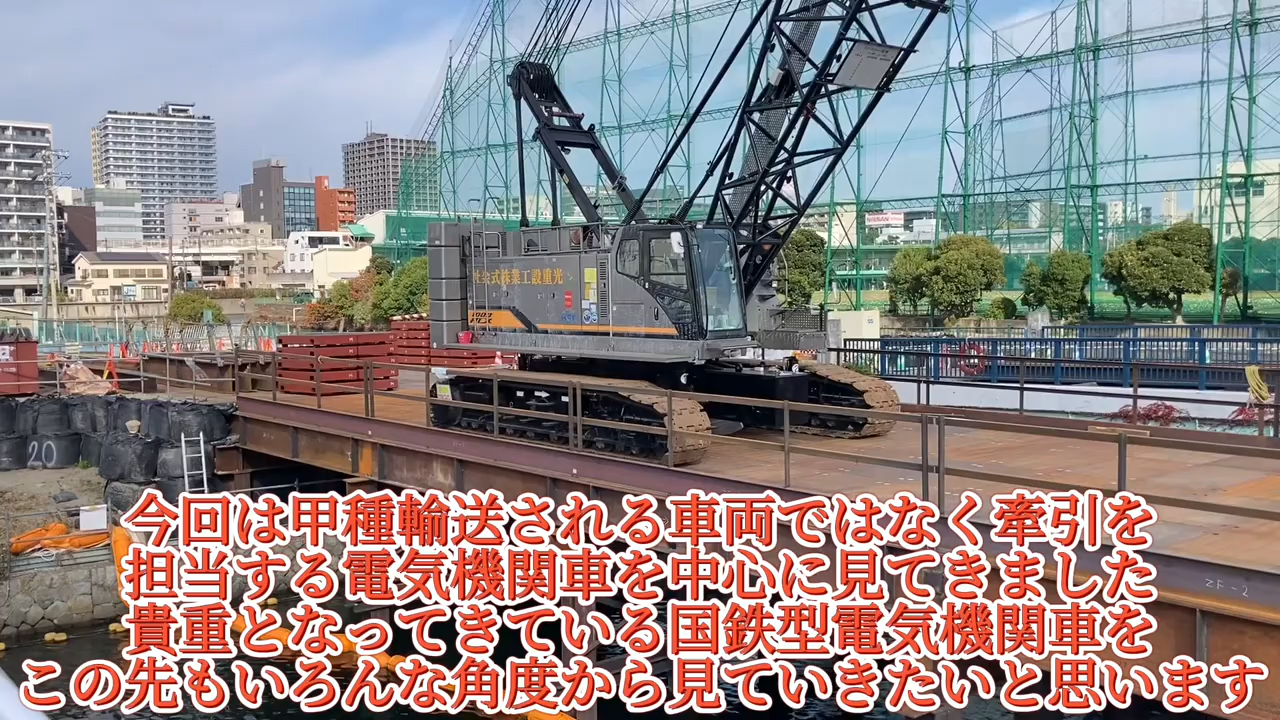 NISSAN
光重設工業株式会社
20
今回は甲種輸送される車両ではなく牽引を
担当する電気機関車を中心に見てきました
貴重となってきている国鉄型電気機関車を
この先もいろんな角度から見ていきたいと思います